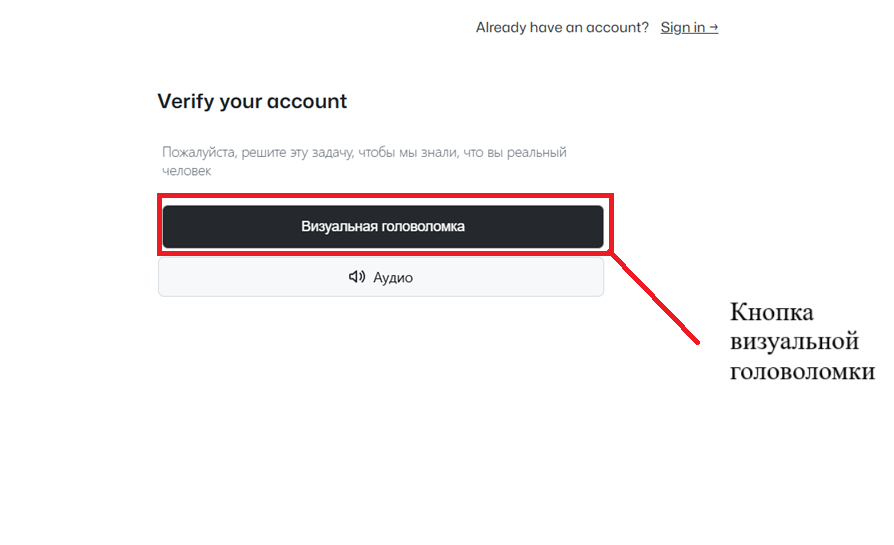 Already have an account? Sign in →
Verify your account
Пожалуйста, решите эту задачу, чтобы мы знали, что вы реальный
человек
Визуальная головоломка
Аудио
Кнопка
визуальной
головоломки